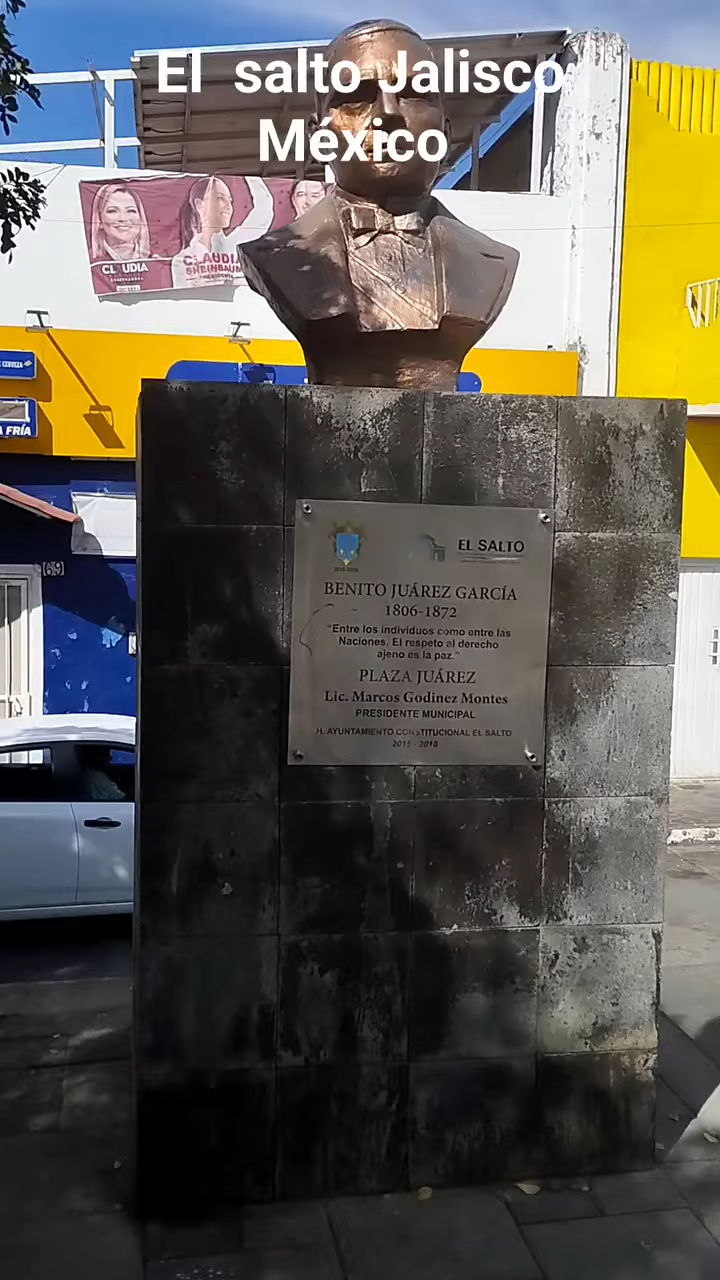 El salto Jalisco
México
CLAUDIA
CLAUDIA
SHEINBAUM
A FRÍA
69
EL SALTO
BENITO JUÁREZ GARCÍA
1806-1872
"Entre los individuos como entre las
Naciones, El respeto al derecho
ajeno es la paz."
PLAZA JUÁREZ
Lic. Marcos Godinez Montes
PRESIDENTE MUNICIPAL
H. AYUNTAMIENTO CONSTITUCIONAL EL SALTO
2015 - 2018